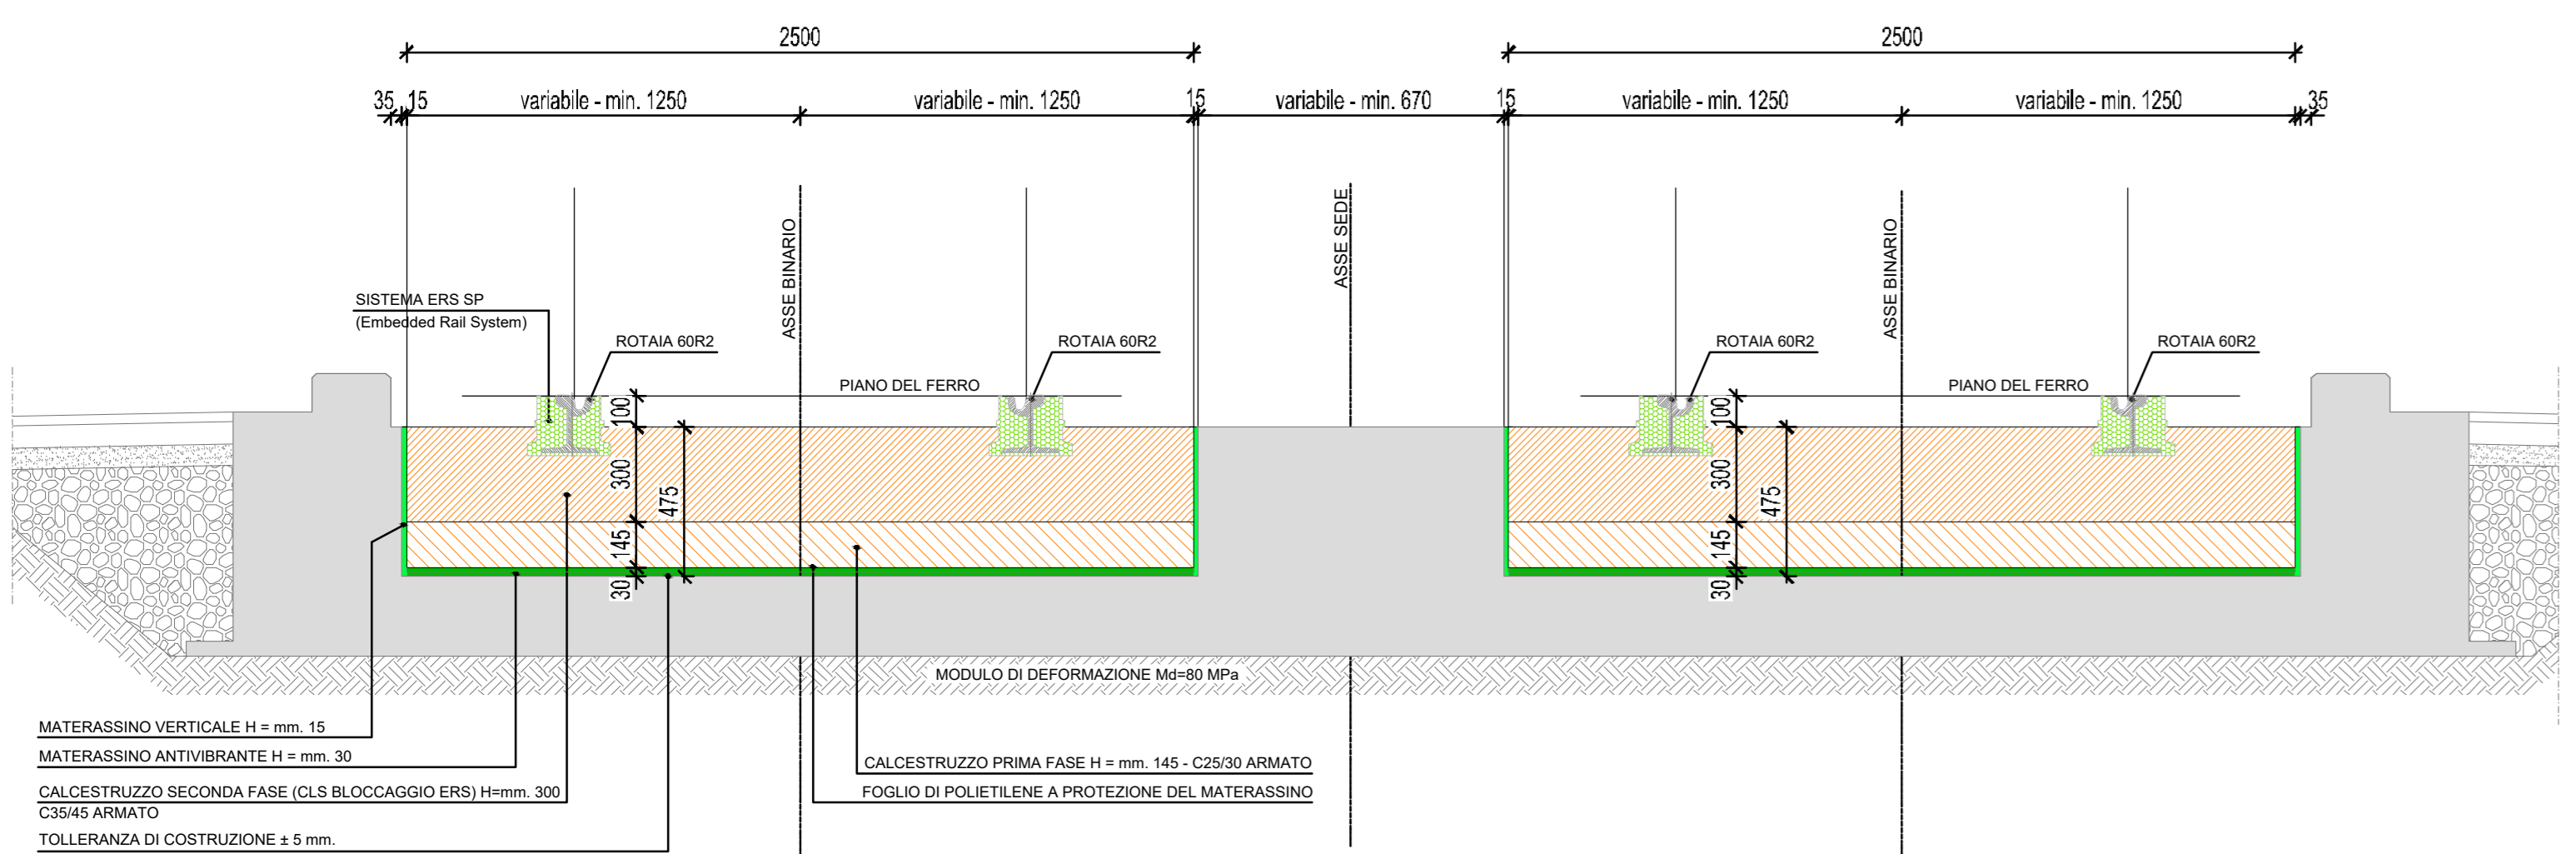 2500
2500
35 15 variabile - min. 1250 variabile - min. 1250 15 variabile - min. 670 15 variabile - min. 1250 variabile - min. 1250 35
ASSE BINARIO
ASSE SEDE
ASSE BINARIO
SISTEMA ERS SP
(Embedded Rail System)
ROTAIA 60R2
ROTAIA 60R2
ROTAIA 60R2
ROTAIA 60R2
PIANO DEL FERRO
PIANO DEL FERRO
100
300
475
145
30
100
300
475
145
30
MODULO DI DEFORMAZIONE Md=80 MPa
MATERASSINO VERTICALE H = mm. 15
MATERASSINO ANTIVIBRANTE H = mm. 30
CALCESTRUZZO SECONDA FASE (CLS BLOCCAGGIO ERS) H=mm. 300
C35/45 ARMATO
TOLLERANZA DI COSTRUZIONE ± 5 mm.
CALCESTRUZZO PRIMA FASE H = mm. 145 - C25/30 ARMATO
FOGLIO DI POLIETILENE A PROTEZIONE DEL MATERASSINO